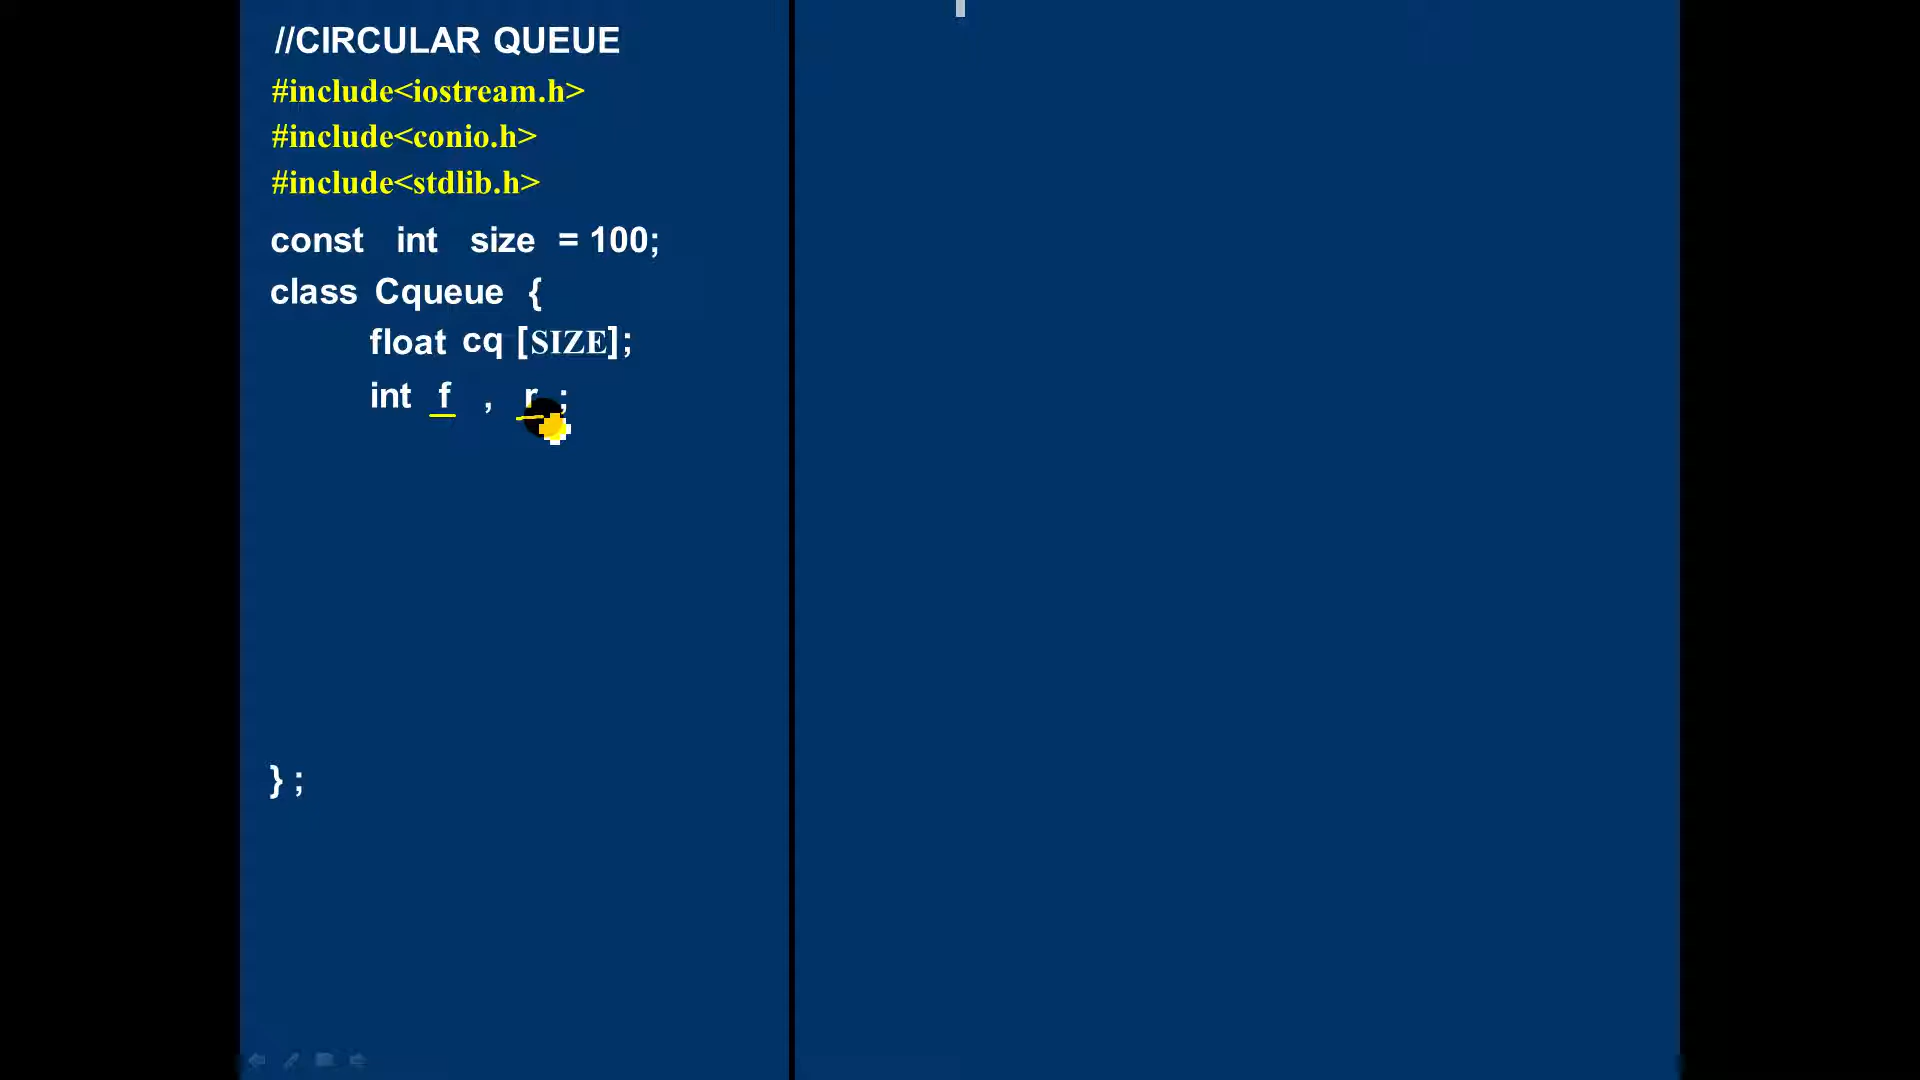 //CIRCULAR QUEUE
#include<iostream.h>
#include<conio.h>
#include<stdlib.h>
const int size = 100;
class Cqueue {
float cq [SIZE];
int f , r ;
} ;